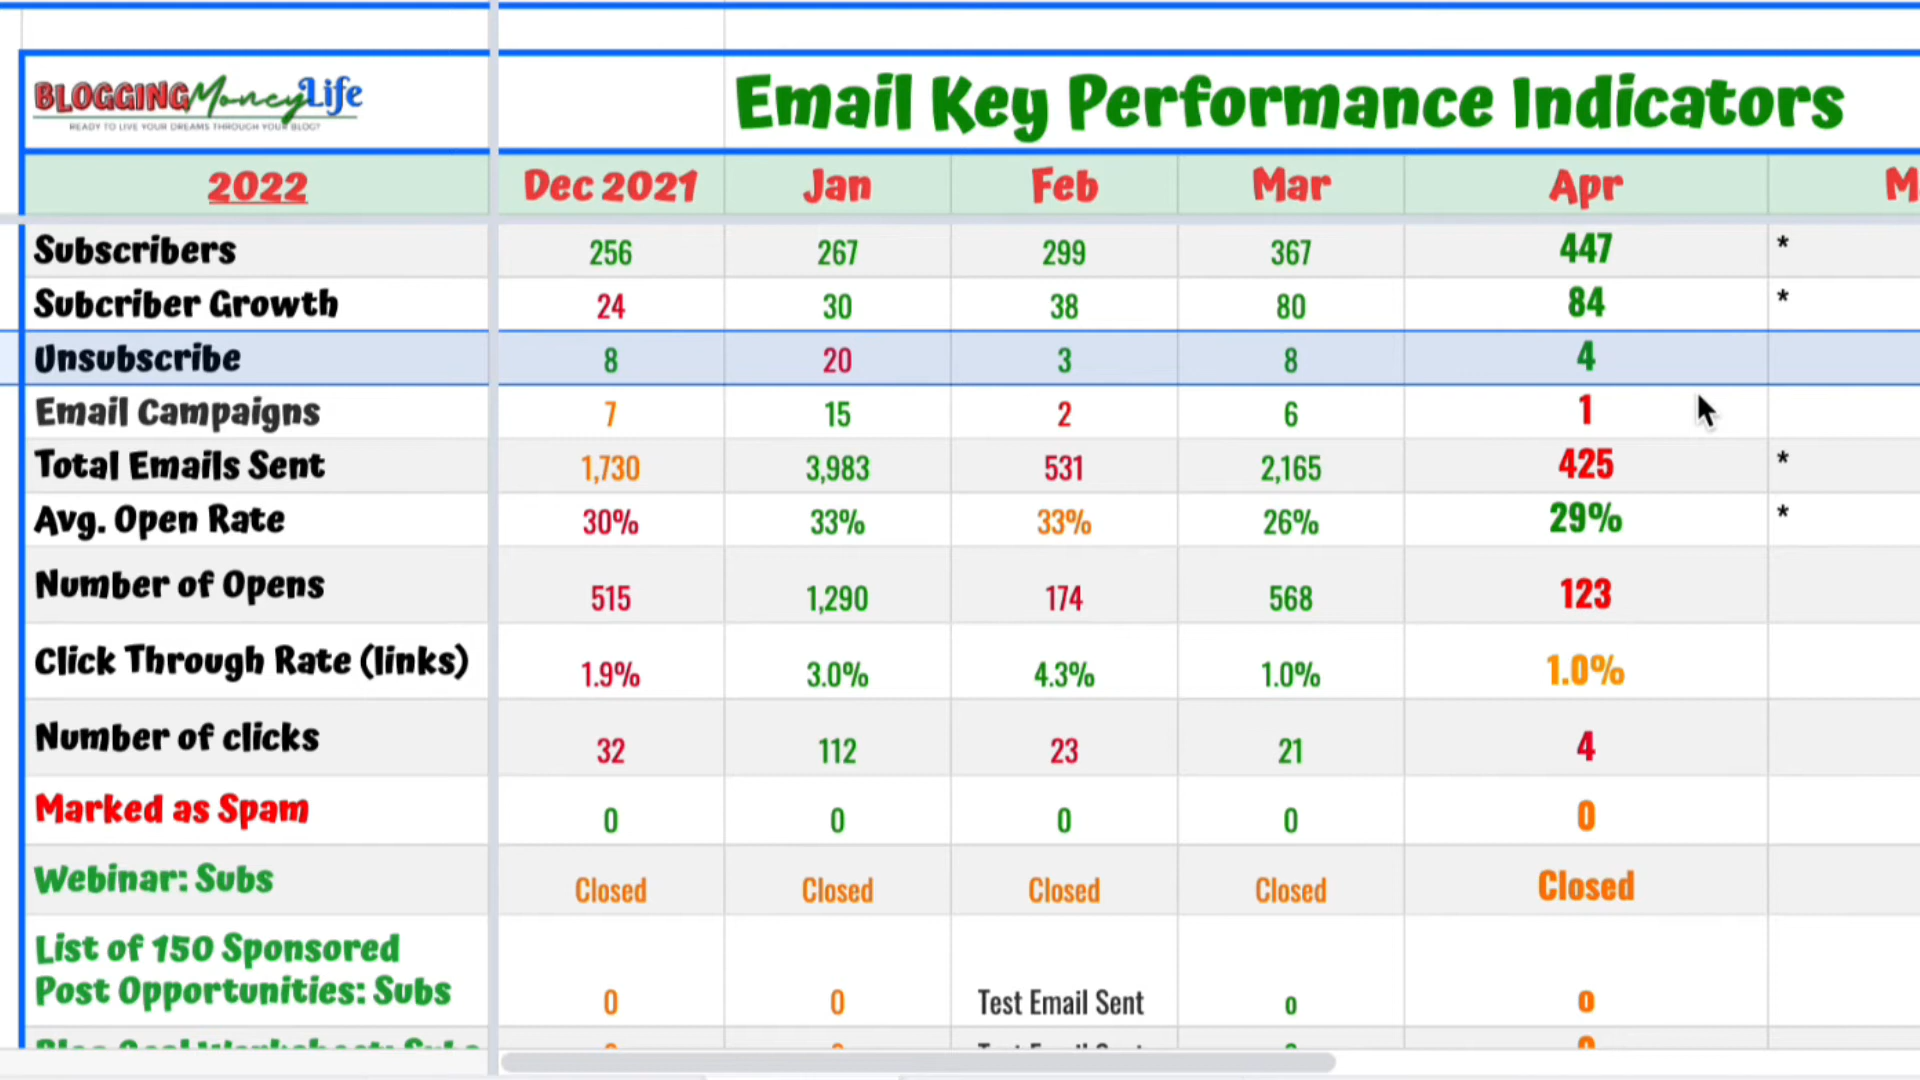 BLOGGING Money Life
READY TO LIVE YOUR DREAMS THROUGH YOUR BLOG?
Email Key Performance Indicators
2022 Dec 2021 Jan Feb Mar Apr M
Subscribers 256 267 299 367 447 *
Subcriber Growth 24 30 38 80 84 *
Unsubscribe 8 20 3 8 4
Email Campaigns 7 15 2 6 1
Total Emails Sent 1,730 3,983 531 2,165 425 *
Avg. Open Rate 30% 33% 33% 26% 29% *
Number of Opens 515 1,290 174 568 123
Click Through Rate (links) 1.9% 3.0% 4.3% 1.0% 1.0%
Number of clicks 32 112 23 21 4
Marked as Spam 0 0 0 0 0
Webinar: Subs Closed Closed Closed Closed Closed
List of 150 Sponsored
Post Opportunities: Subs 0 0 Test Email Sent 0 0